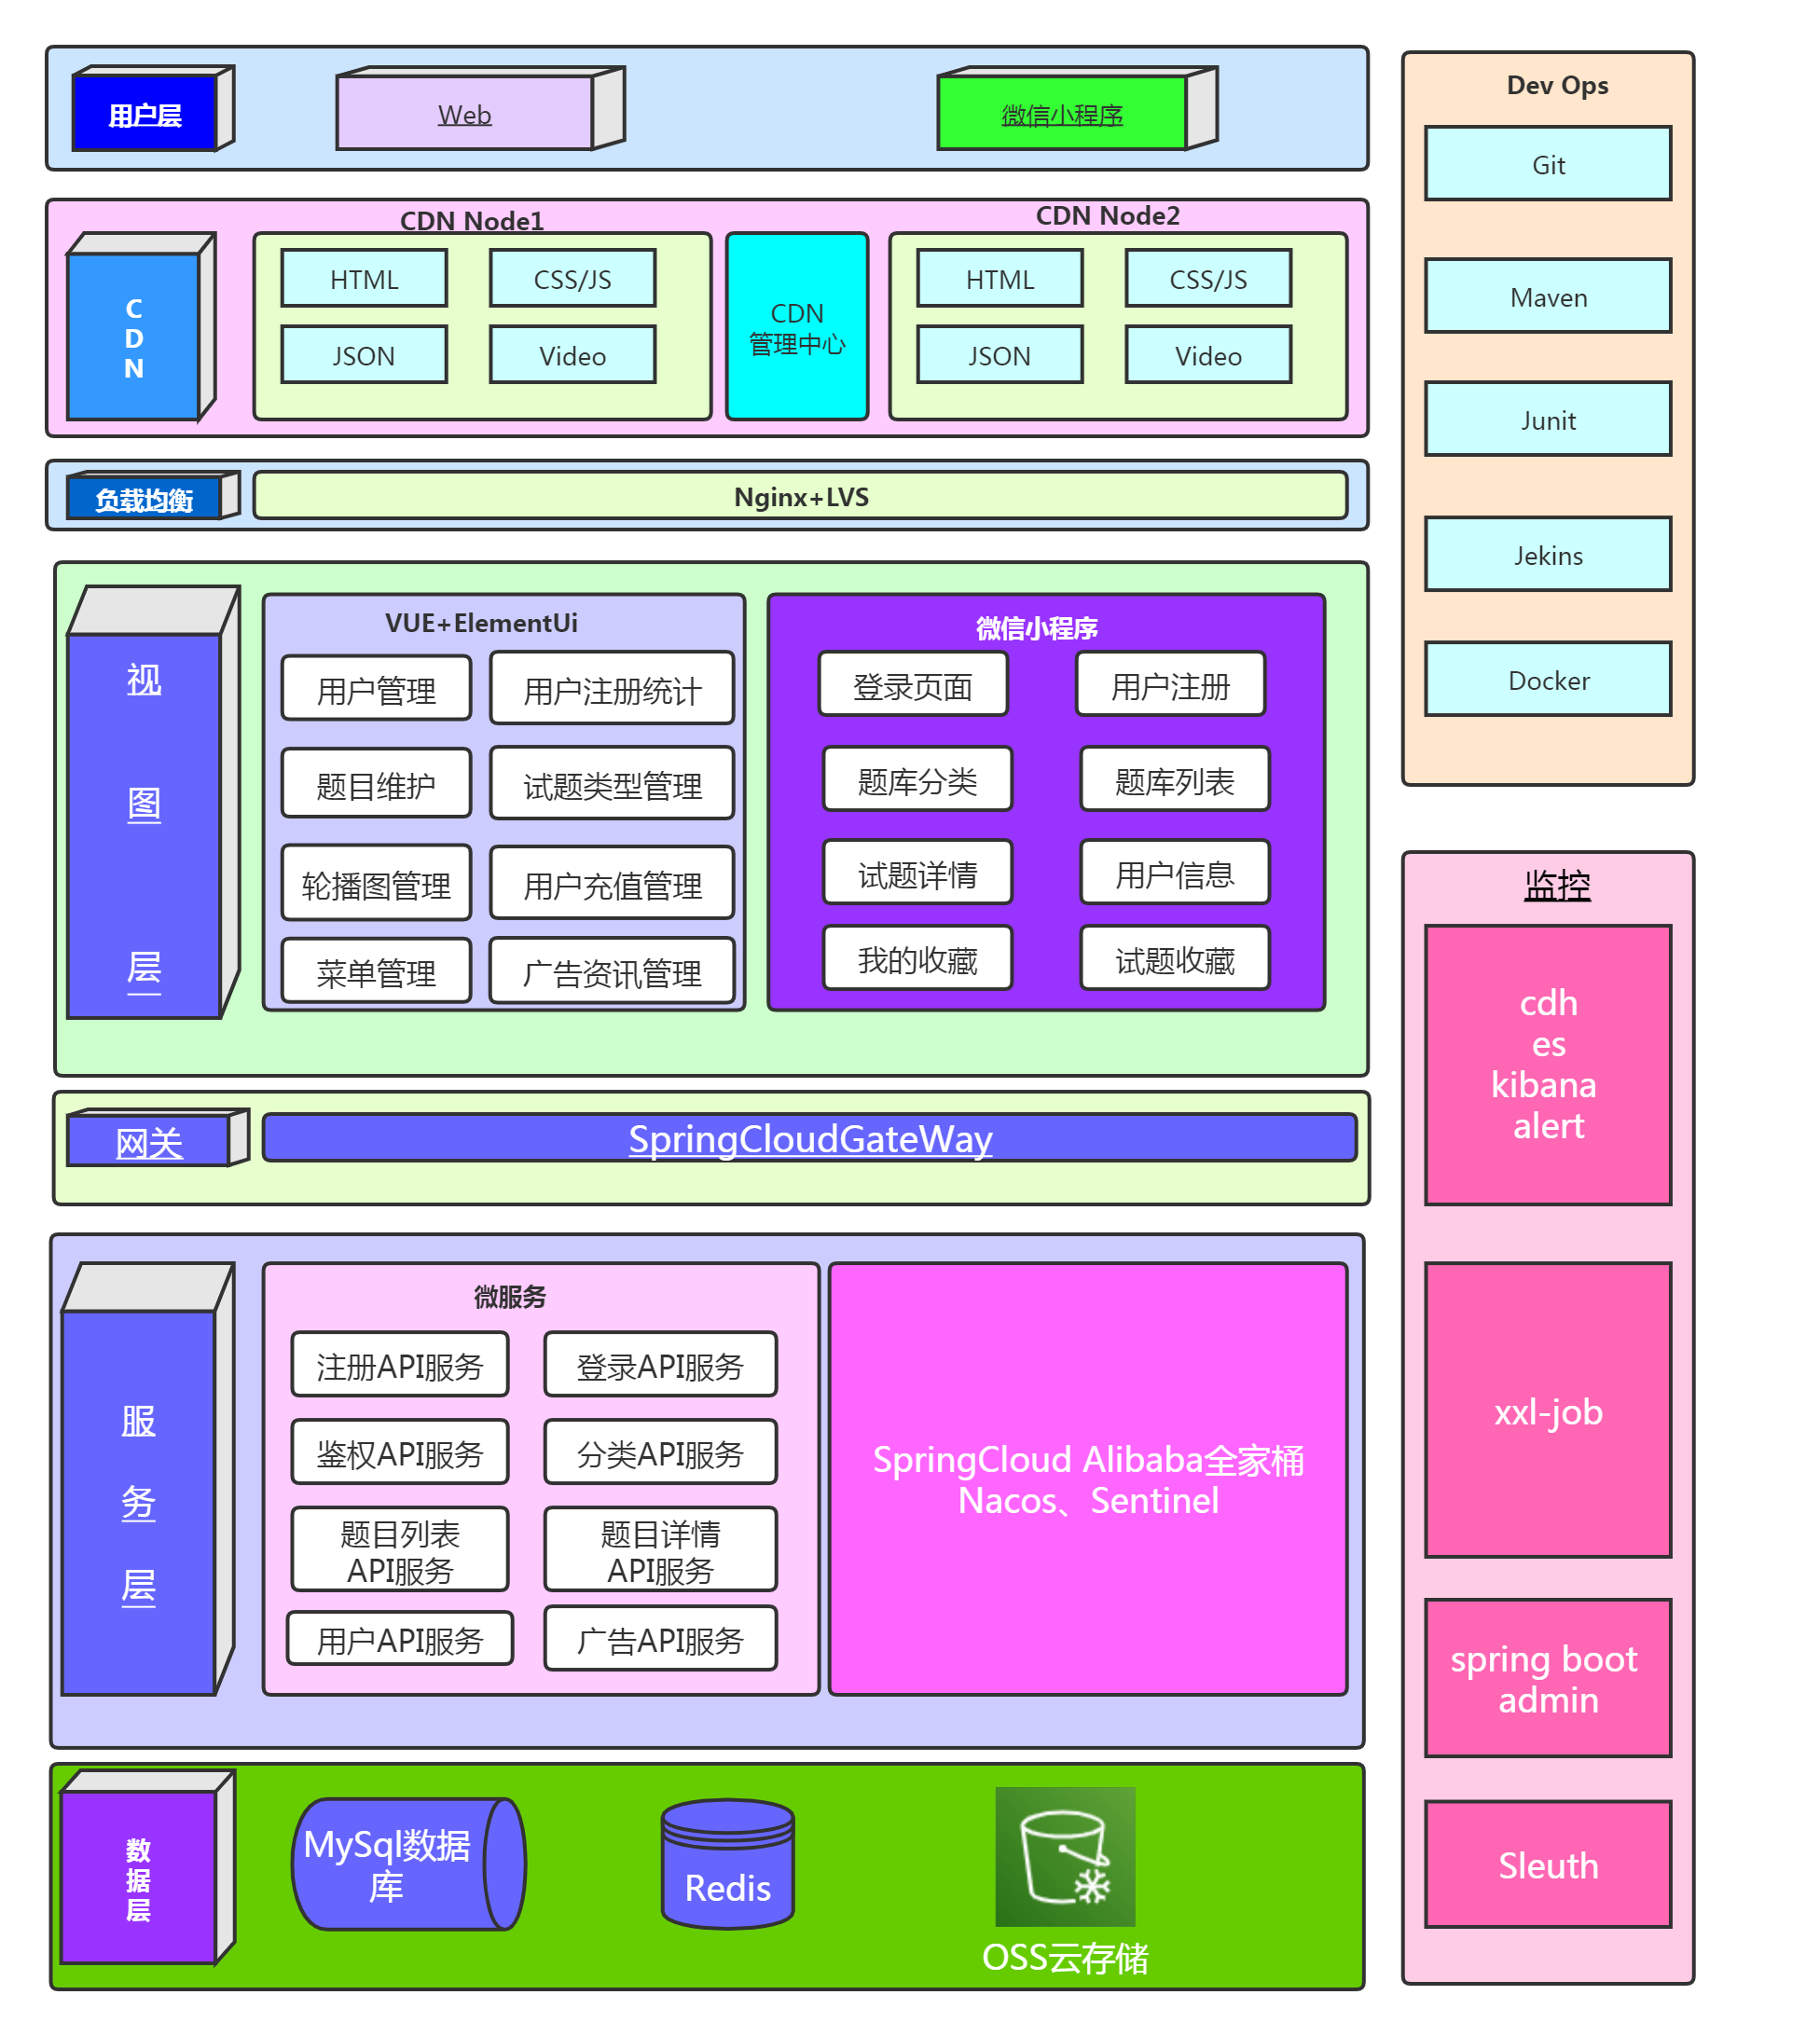 用户层
Web
微信小程序
CDN Node1
CDN Node2
C
D
N
HTML
CSS/JS
JSON
Video
CDN
管理中心
HTML
CSS/JS
JSON
Video
负载均衡
Nginx+LVS
视
图
层
VUE+ElementUi
用户管理
用户注册统计
题目维护
试题类型管理
轮播图管理
用户充值管理
菜单管理
广告资讯管理
微信小程序
登录页面
用户注册
题库分类
题库列表
试题详情
用户信息
我的收藏
试题收藏
网关
SpringCloudGateWay
服
务
层
微服务
注册API服务
登录API服务
鉴权API服务
分类API服务
题目列表
API服务
题目详情
API服务
用户API服务
广告API服务
SpringCloud Alibaba全家桶
Nacos、Sentinel
数
据
层
MySql数据
库
Redis
OSS云存储
Dev Ops
Git
Maven
Junit
Jekins
Docker
监控
cdh
es
kibana
alert
xxl-job
spring boot
admin
Sleuth